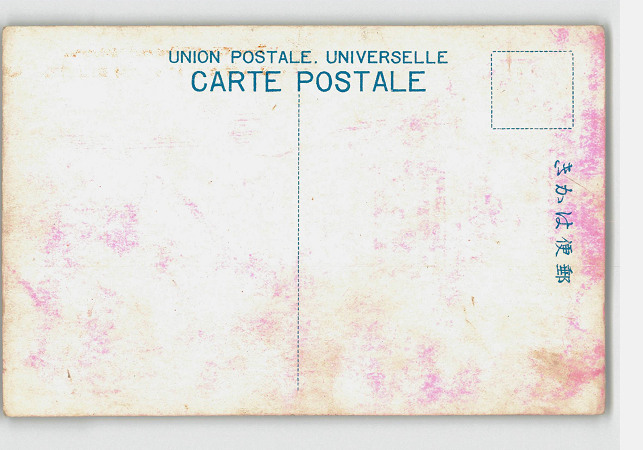 UNION POSTALE. UNIVERSELLE
CARTE POSTALE
郵便はかき